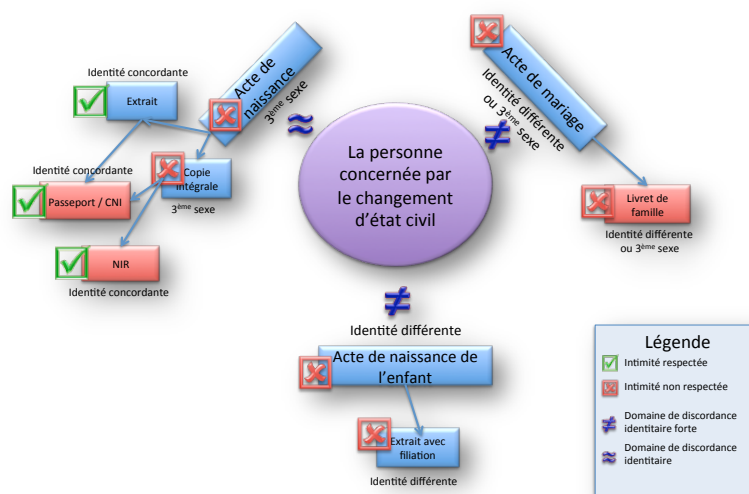 Identité concordante
Extrait
Acte de
naissance
3ème sexe
≈
Identité concordante
Passeport / CNI
Copie
intégrale
3ème sexe
NIR
Identité concordante
La personne
concernée par
le changement
d'état civil
≠
Acte de mariage
Identité différente
ou 3ème sexe
Livret de
famille
Identité différente
ou 3ème sexe
≠
Identité différente
Acte de naissance de
l'enfant
Extrait avec
filiation
Identité différente
Légende
Intimité respectée
Intimité non respectée
≠ Domaine de discordance
identitaire forte
≈ Domaine de discordance
identitaire